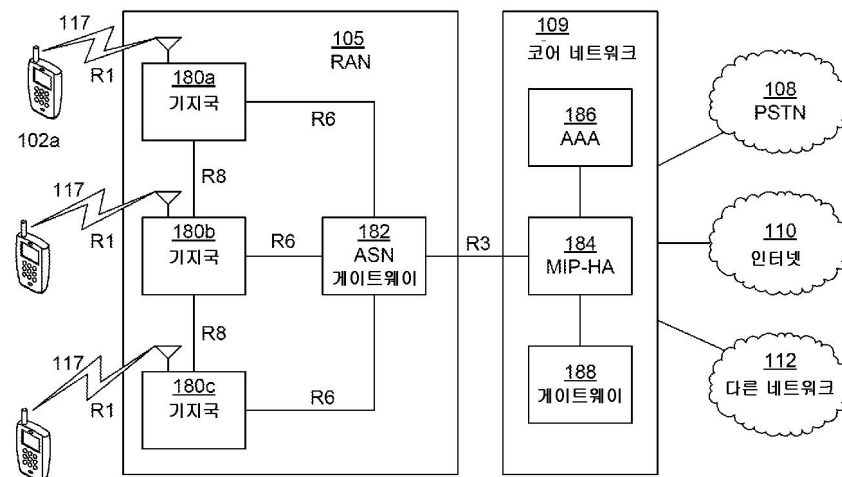 117
R1
102a
105
RAN
180a
기지국
R6
R8
117
R1
180b
기지국
R6
182
ASN
게이트웨이
R3
R8
117
R1
180c
기지국
R6
109
코어 네트워크
186
AAA
184
MIP-HA
188
게이트웨이
108
PSTN
110
인터넷
112
다른 네트워크